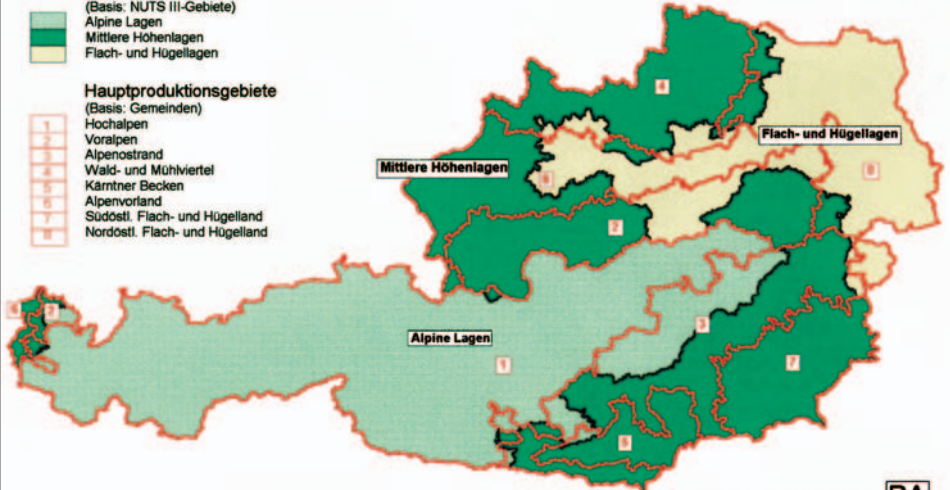 (Basis: NUTS III-Gebiete)
Alpine Lagen
Mittlere Höhenlagen
Flach- und Hügellagen
Hauptproduktionsgebiete
(Basis: Gemeinden)
1 Hochalpen
2 Voralpen
3 Alpenostrand
4 Wald- und Mühlviertel
5 Kärntner Becken
6 Alpenvorland
7 Südöstl. Flach- und Hügelland
8 Nordöstl. Flach- und Hügelland
4
Flach- und Hügellagen
Mittlere Höhenlagen
6
8
2
3
Alpine Lagen
1
7
5